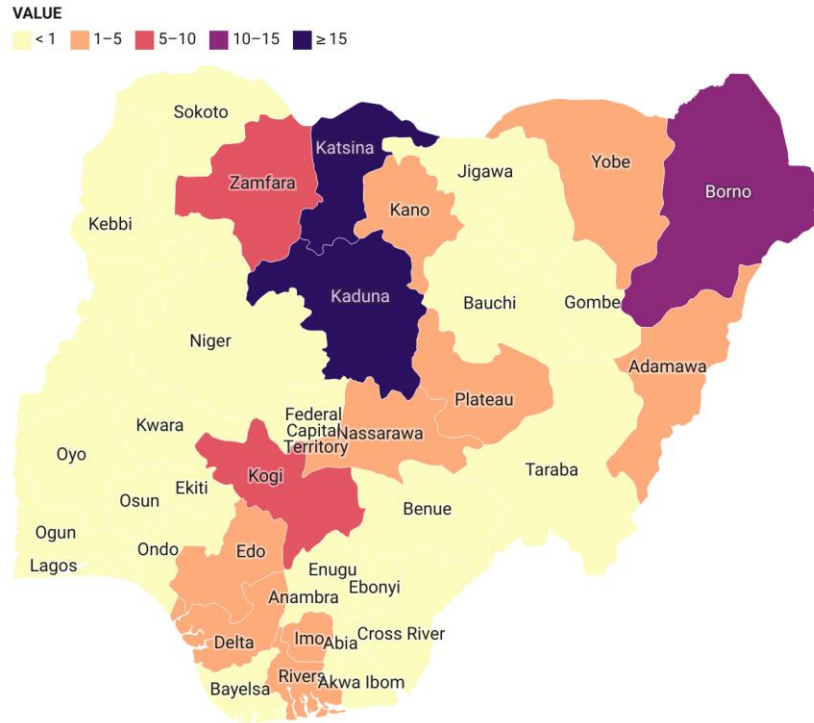 VALUE
< 1 1–5 5–10 10–15 ≥ 15
Sokoto
Katsina
Zamfara
Jigawa
Yobe
Borno
Kano
Kebbi
Kaduna
Bauchi
Gombe
Niger
Adamawa
Plateau
Federal
Capital
Territory
Nassarawa
Kwara
Oyo
Kogi
Taraba
Ekiti
Osun
Benue
Ogun
Ondo
Edo
Lagos
Enugu
Ebonyi
Anambra
Cross River
Imo
Abia
Delta
Rivers
Akwa Ibom
Bayelsa